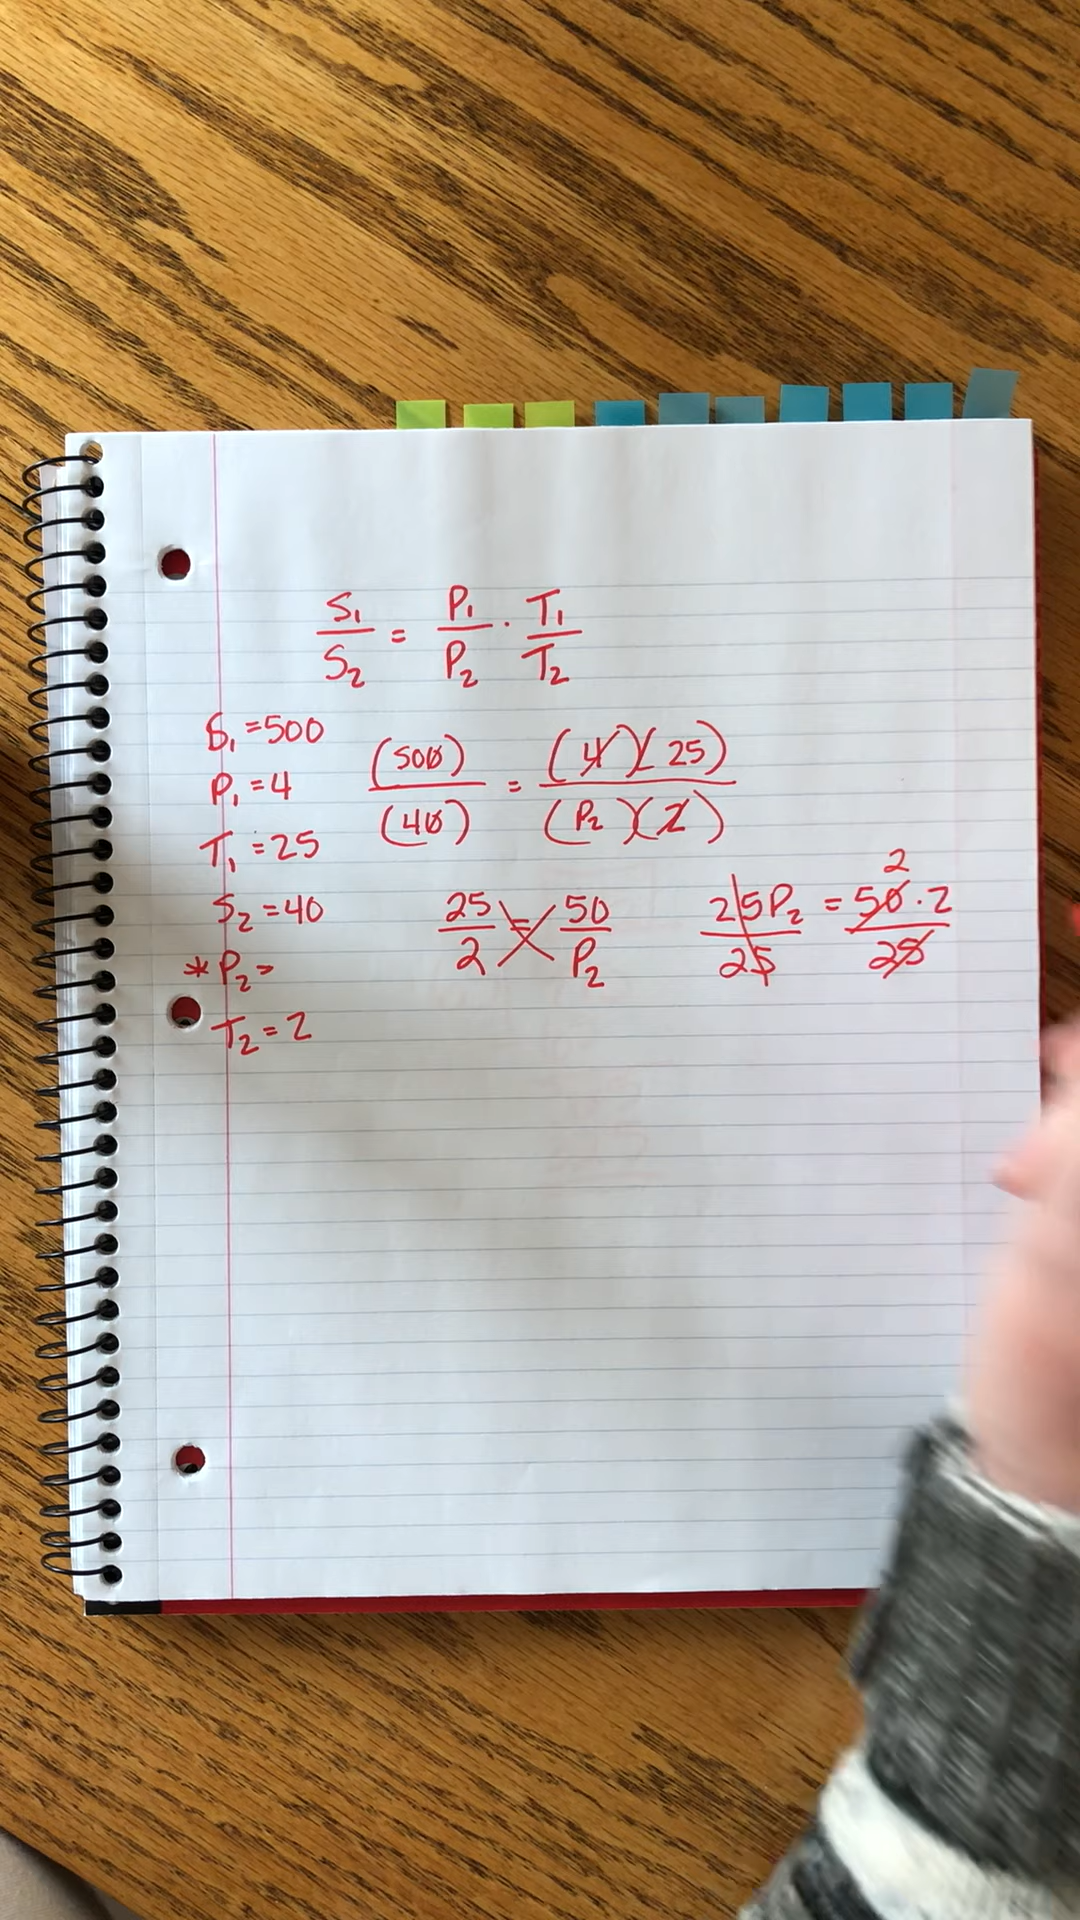 S₁/S₂ = P₁/P₂ · T₁/T₂
S₁ = 500
(500)/(40) = (4)(25)/(P₂)(2)
P₁ = 4
T₁ = 25
S₂ = 40
25/2 = 50/P₂
2
25P₂/25 = 50·2/25
* P₂ =
T₂ = 2